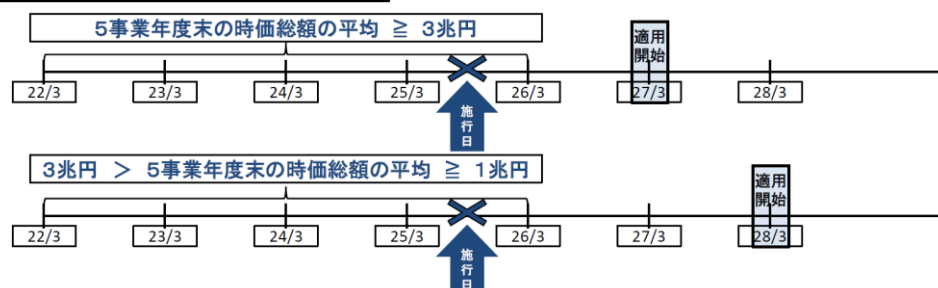 5事業年度末の時価総額の平均 ≧ 3兆円
適用
開始
22/3 23/3 24/3 25/3 26/3 27/3 28/3
施行日
3兆円 > 5事業年度末の時価総額の平均 ≧ 1兆円
適用
開始
22/3 23/3 24/3 25/3 26/3 27/3 28/3
施行日